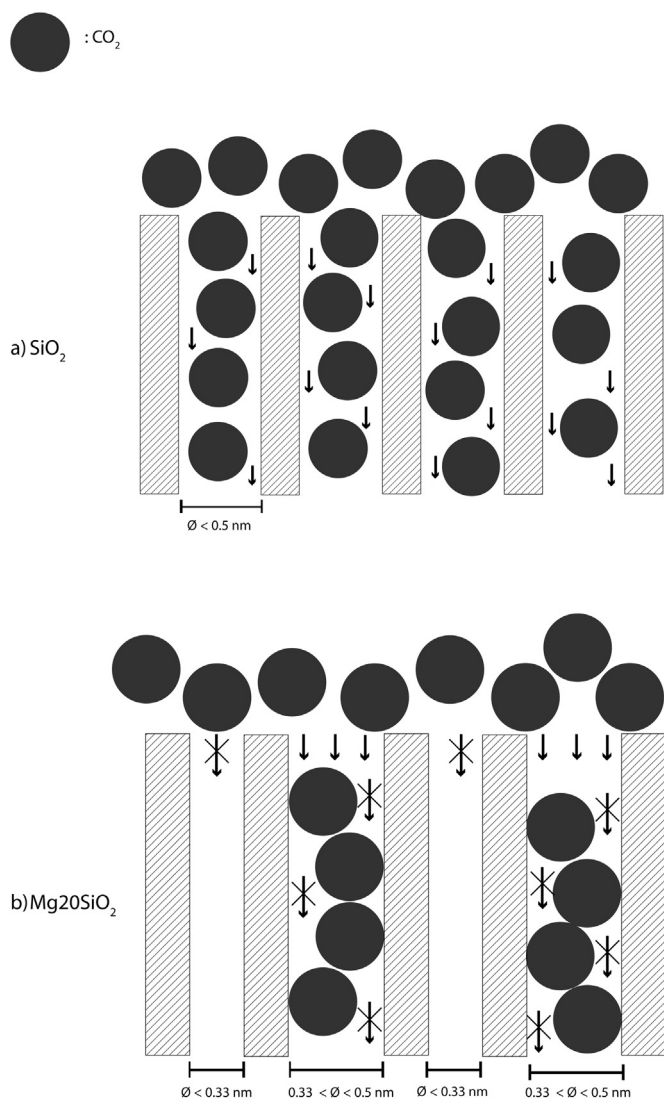 : CO₂
a) SiO₂
Ø < 0.5 nm
b) Mg20SiO₂
Ø < 0.33 nm
0.33 < Ø < 0.5 nm
Ø < 0.33 nm
0.33 < Ø < 0.5 nm